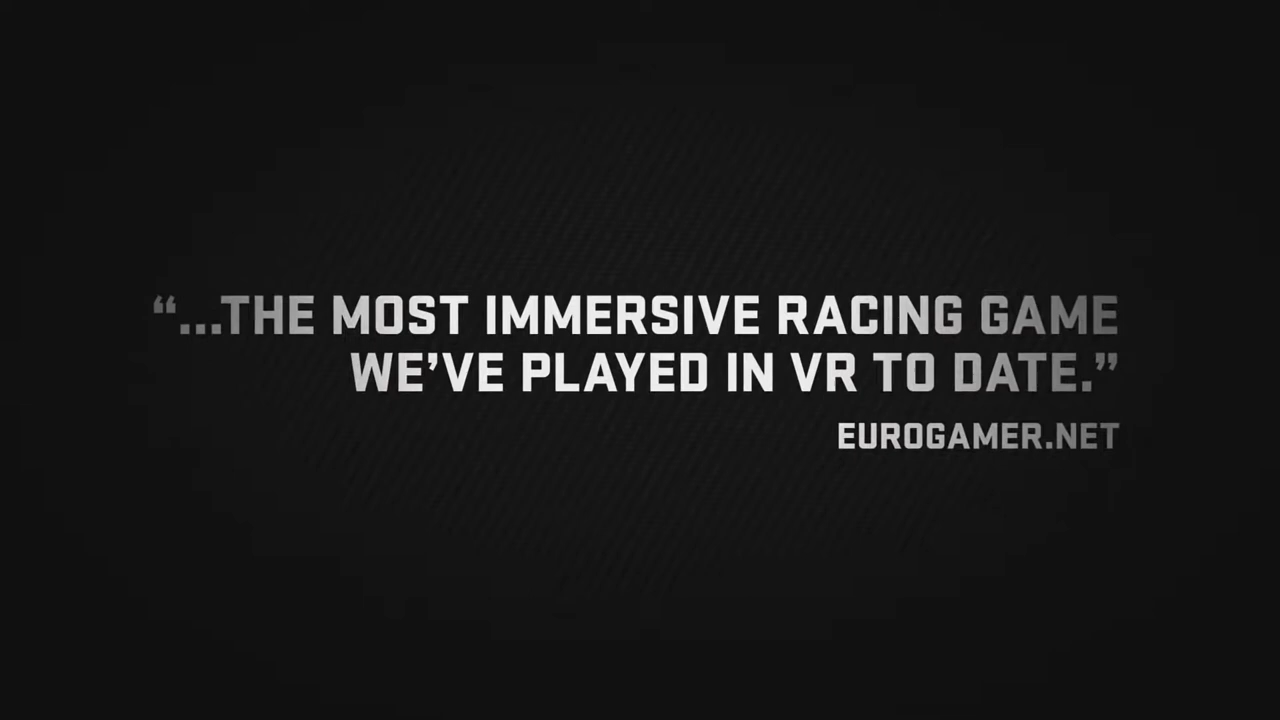 “...THE MOST IMMERSIVE RACING GAME
WE’VE PLAYED IN VR TO DATE.”
EUROGAMER.NET